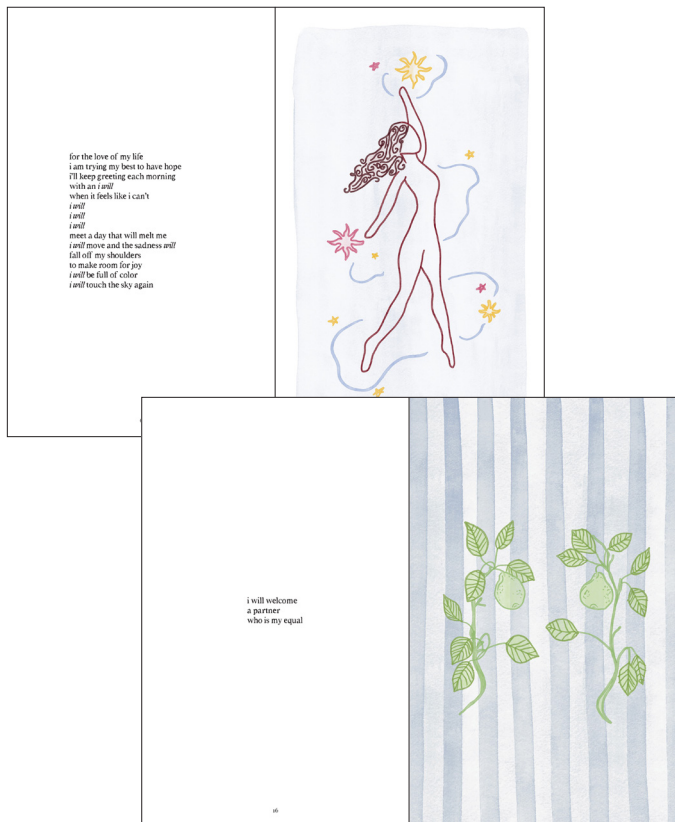 for the love of my life
i am trying my best to have hope
i'll keep greeting each morning
with an i will
when it feels like i can't
i will
i will
i will
meet a day that will melt me
i will move and the sadness will
fall off my shoulders
to make room for joy
i will be full of color
i will touch the sky again
i will welcome
a partner
who is my equal
16